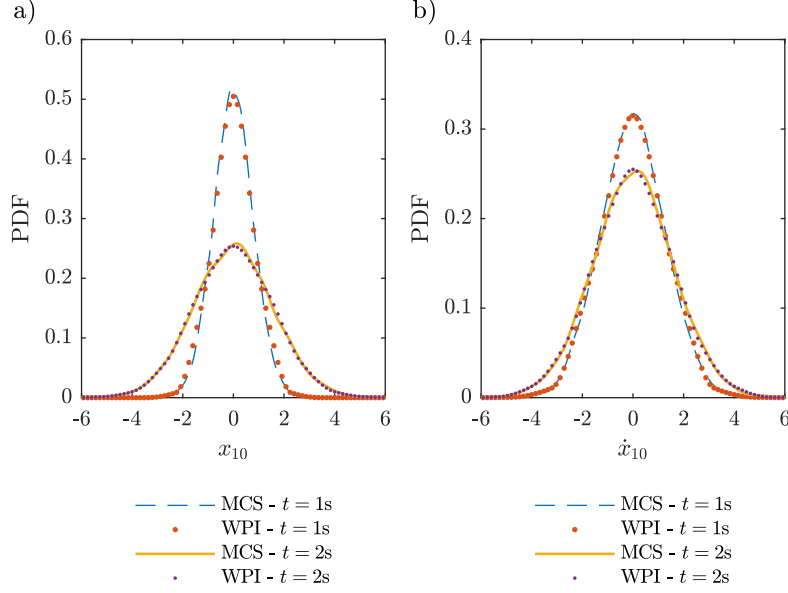 a)
0.6
0.5
0.4
0.3
0.2
0.1
0
PDF
-6 -4 -2 0 2 4 6
x₁₀
MCS - t = 1s
WPI - t = 1s
MCS - t = 2s
WPI - t = 2s
b)
0.4
0.3
0.2
0.1
0
PDF
-6 -4 -2 0 2 4 6
ẋ₁₀
MCS - t = 1s
WPI - t = 1s
MCS - t = 2s
WPI - t = 2s